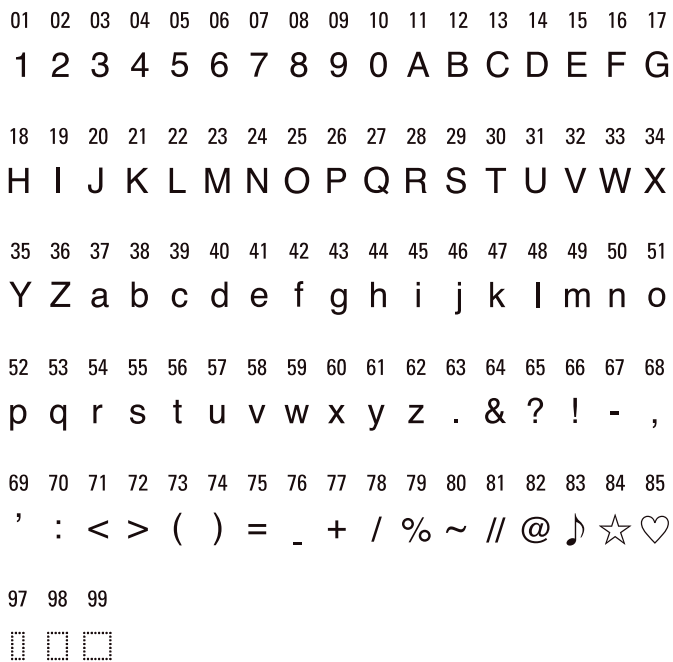 01 02 03 04 05 06 07 08 09 10 11 12 13 14 15 16 17
1 2 3 4 5 6 7 8 9 0 A B C D E F G
18 19 20 21 22 23 24 25 26 27 28 29 30 31 32 33 34
H I J K L M N O P Q R S T U V W X
35 36 37 38 39 40 41 42 43 44 45 46 47 48 49 50 51
Y Z a b c d e f g h i j k l m n o
52 53 54 55 56 57 58 59 60 61 62 63 64 65 66 67 68
p q r s t u v w x y z . & ? ! - ,
69 70 71 72 73 74 75 76 77 78 79 80 81 82 83 84 85
’ : < > ( ) = _ + / % ~ // @ ♪ ☆ ♡
97 98 99